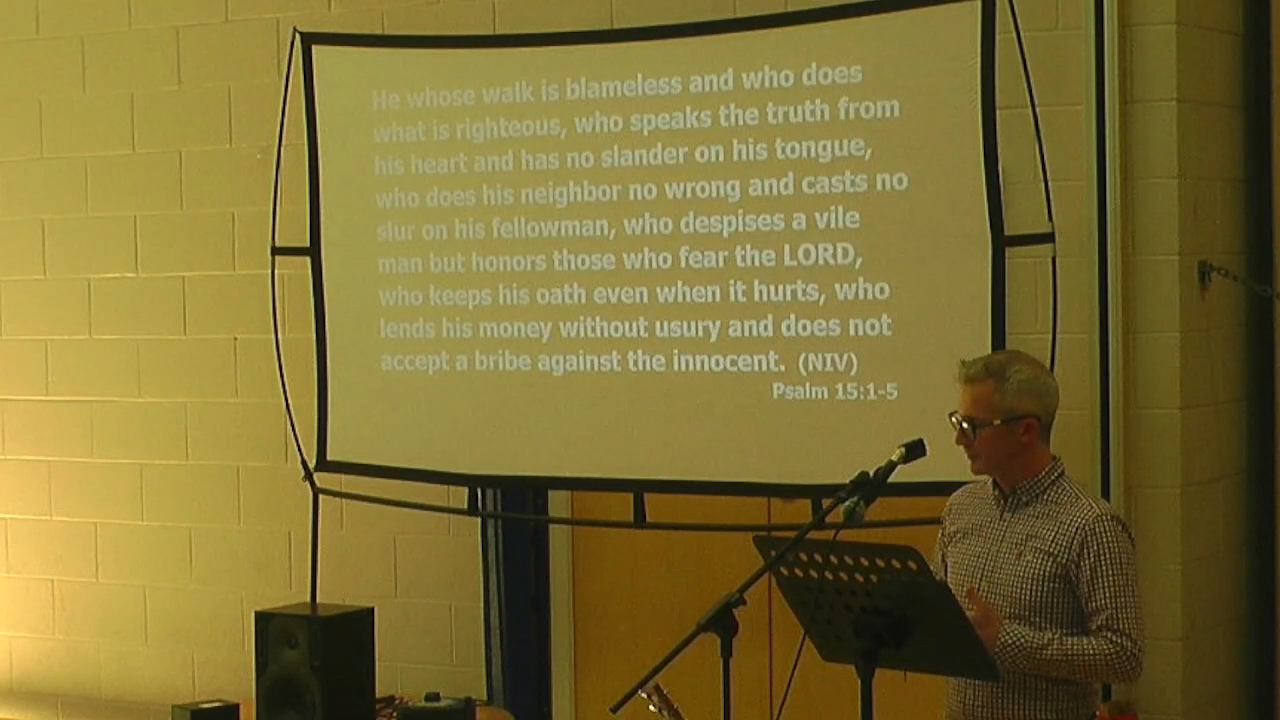 He whose walk is blameless and who does
what is righteous, who speaks the truth from
his heart and has no slander on his tongue,
who does his neighbor no wrong and casts no
slur on his fellowman, who despises a vile
man but honors those who fear the LORD,
who keeps his oath even when it hurts, who
lends his money without usury and does not
accept a bribe against the innocent. (NIV)
Psalm 15:1-5